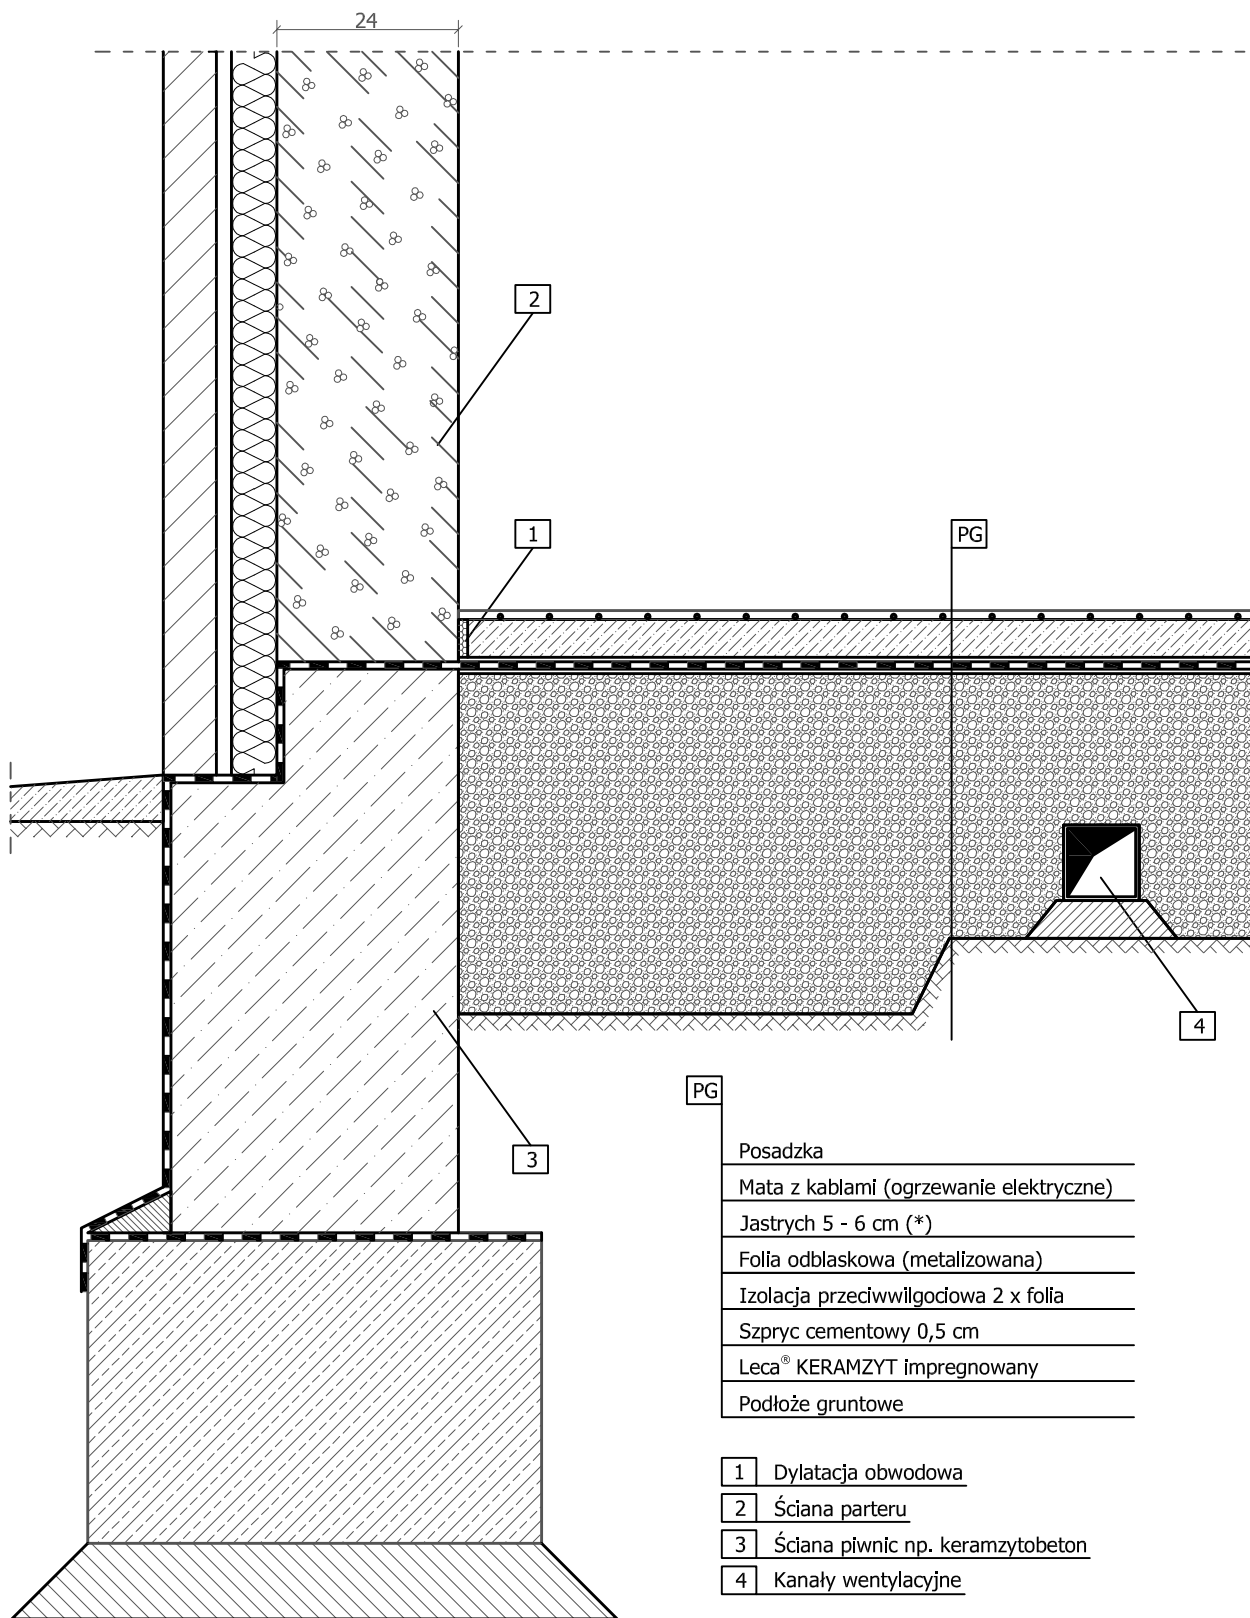 24
2
1
PG
4
3
PG
Posadzka
Mata z kablami (ogrzewanie elektryczne)
Jastrych 5 - 6 cm (*)
Folia odblaskowa (metalizowana)
Izolacja przeciwwilgociowa 2 x folia
Szpryc cementowy 0,5 cm
Leca® KERAMZYT impregnowany
Podłoże gruntowe
1 Dylatacja obwodowa
2 Ściana parteru
3 Ściana piwnic np. keramzytobeton
4 Kanały wentylacyjne